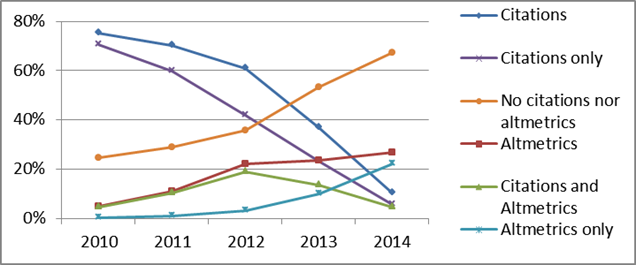 80%
60%
40%
20%
0%
2010 2011 2012 2013 2014
Citations
Citations only
No citations nor
altmetrics
Altmetrics
Citations and
Altmetrics
Altmetrics only